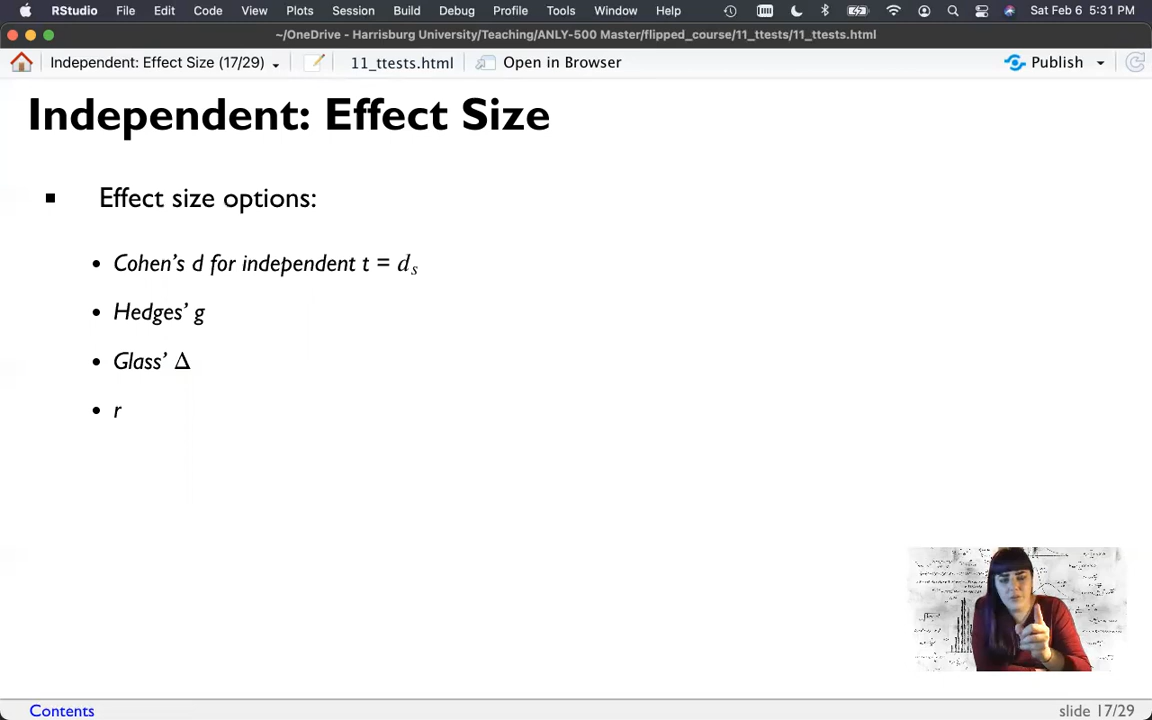 RStudio File Edit Code View Plots Session Build Debug Profile Tools Window Help Sat Feb 6 5:31 PM
~/OneDrive - Harrisburg University/Teaching/ANLY-500 Master/flipped_course/11_ttests/11_ttests.html
Independent: Effect Size (17/29) 11_ttests.html Open in Browser Publish
Independent: Effect Size
▪ Effect size options:
• Cohen’s d for independent t = dₛ
• Hedges’ g
• Glass’ Δ
• r
Contents slide 17/29